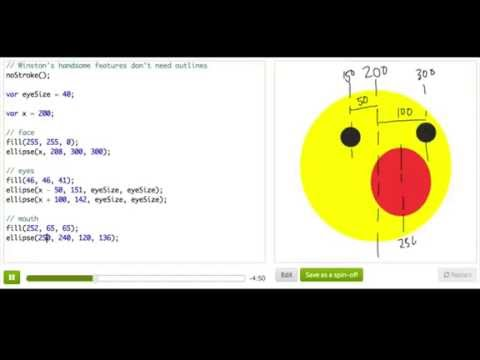 // Winston's handsome features don't need outlines
noStroke();
var eyeSize = 40;
var x = 200;
// face
fill(255, 255, 0);
ellipse(x, 208, 300, 300);
// eyes
fill(46, 46, 41);
ellipse(x - 50, 151, eyeSize, eyeSize);
ellipse(x + 100, 142, eyeSize, eyeSize);
// mouth
fill(252, 65, 65);
ellipse(250, 240, 120, 136);
150 200 300
50
100
250
-4:50
Edit
Save as a spin-off!
Restart